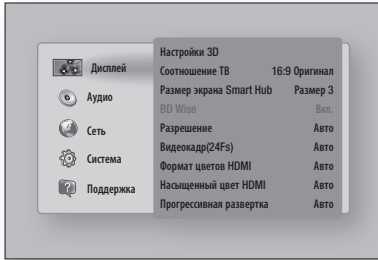 Дисплей
Аудио
Сеть
Система
Поддержка
Настройки 3D
Соотношение ТВ 16:9 Оригинал
Размер экрана Smart Hub Размер 3
BD Wise Вкл.
Разрешение Авто
Видеокадр(24Fs) Авто
Формат цветов HDMI Авто
Насыщенный цвет HDMI Авто
Прогрессивная развертка Авто